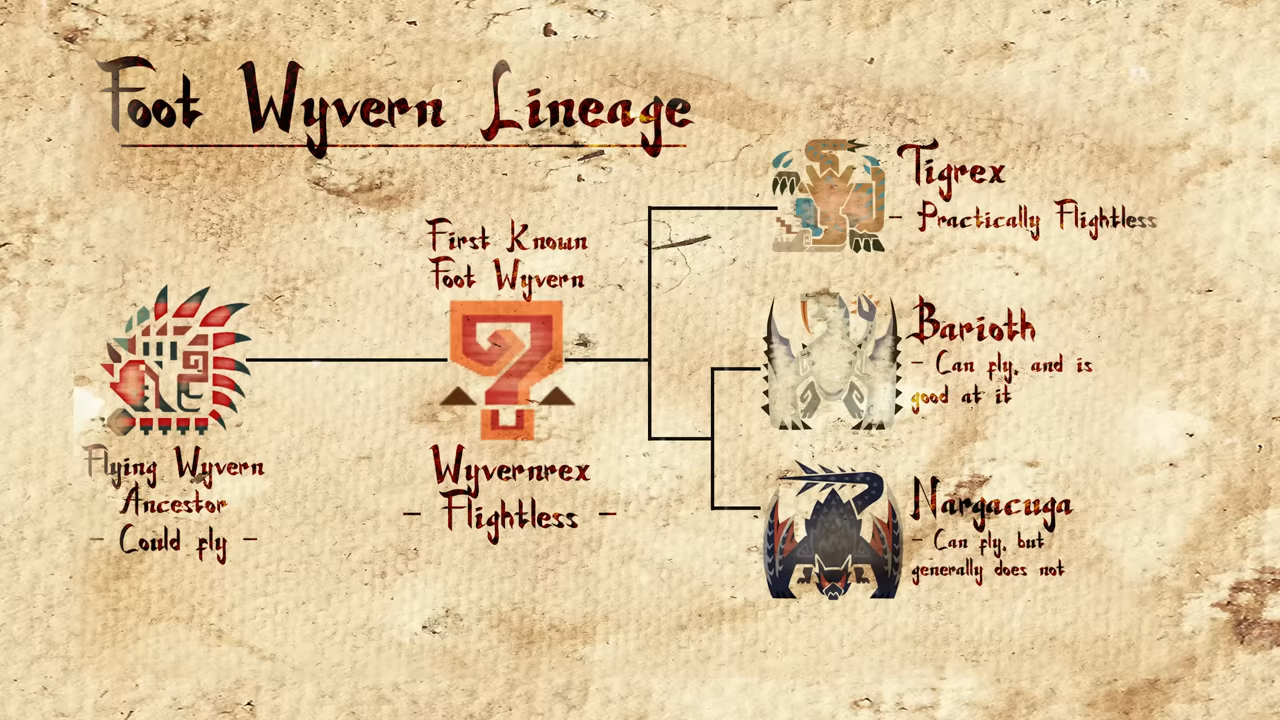 Foot Wyvern Lineage
Flying Wyvern
Ancestor
- Could fly -
First Known
Foot Wyvern
Wyvernrex
- Flightless -
Tigrex
- Practically Flightless
Barioth
- Can fly, and is
good at it
Nargacuga
- Can fly, but
generally does not